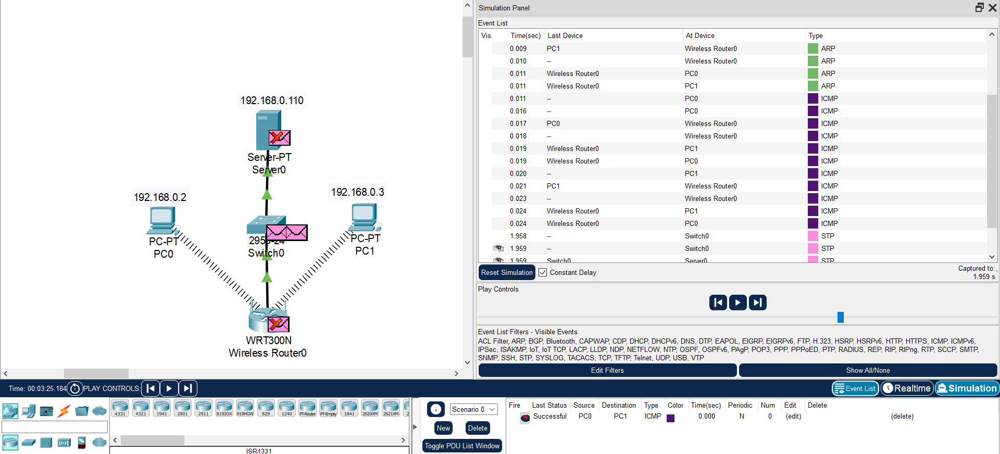 Simulation Panel
Event List
Vis. Time(sec) Last Device At Device Type
0.009 PC1 Wireless Router0 ARP
0.010 -- Wireless Router0 ARP
0.011 Wireless Router0 PC0 ARP
0.011 Wireless Router0 PC1 ARP
0.011 -- PC0 ICMP
0.016 -- PC0 ICMP
0.017 PC0 Wireless Router0 ICMP
0.018 -- Wireless Router0 ICMP
0.019 Wireless Router0 PC1 ICMP
0.019 Wireless Router0 PC0 ICMP
0.020 -- PC1 ICMP
0.021 PC1 Wireless Router0 ICMP
0.023 -- Wireless Router0 ICMP
0.024 Wireless Router0 PC1 ICMP
0.024 Wireless Router0 PC0 ICMP
1.958 -- Switch0 STP
1.959 -- Switch0 STP
1.959 Switch0 Server0 STP
Reset Simulation Constant Delay Captured to:
1.959 s
Play Controls
Event List Filters - Visible Events
ACL Filter, ARP, BGP, Bluetooth, CAPWAP, CDP, DHCP, DHCPv6, DNS, DTP, EAPOL, EIGRP, EIGRPv6, FTP, H.323, HSRP, HSRPv6, HTTP, HTTPS, ICMP, ICMPv6,
IPSec, ISAKMP, IoT, IoT TCP, LACP, LLDP, NDP, NETFLOW, NTP, OSPF, OSPFv6, PAgP, POP3, PPP, PPPoED, PTP, RADIUS, REP, RIP, RIPng, RTP, SCCP, SMTP,
SNMP, SSH, STP, SYSLOG, TACACS, TCP, TFTP, Telnet, UDP, USB, VTP
Edit Filters Show All/None
192.168.0.110
Server-PT
Server0
192.168.0.2
PC-PT
PC0
192.168.0.3
PC-PT
PC1
2950-24
Switch0
WRT300N
Wireless Router0
Time: 00:03:25.184 PLAY CONTROLS:
Event List Realtime Simulation
4331 4321 1941 2901 2911 819IOX 819HGW 829 1240 PT-Router PT-Empty 1841 2620XM 2621XM 2
ISR4331
Scenario 0
New Delete
Toggle PDU List Window
Fire Last Status Source Destination Type Color Time(sec) Periodic Num Edit Delete
Successful PC0 PC1 ICMP 0.000 N 0 (edit) (delete)